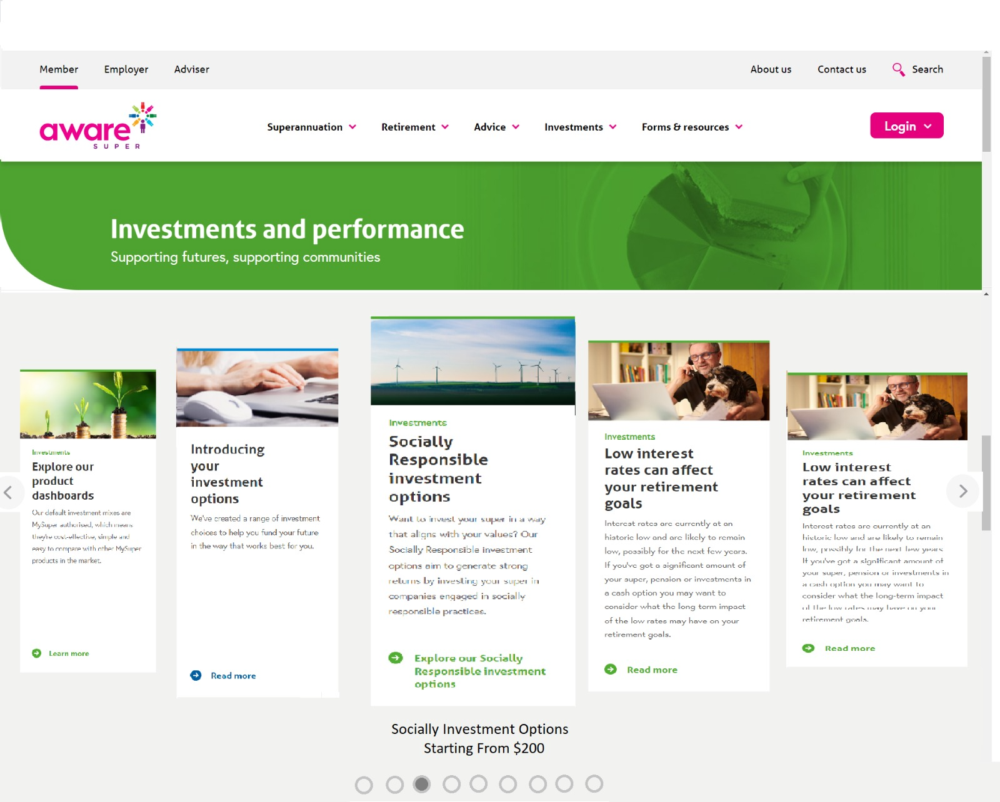 Member Employer Adviser About us Contact us Search
aware
SUPER
Superannuation Retirement Advice Investments Forms & resources Login
Investments and performance
Supporting futures, supporting communities
Investments
Explore our
product
dashboards
Our default investment mixes are
MySuper authorised, which means
they're cost-effective, simple and
easy to compare with other MySuper
products in the market.
Learn more
Introducing
your
investment
options
We've created a range of investment
choices to help you fund your future
in the way that works best for you.
Read more
Investments
Socially
Responsible
investment
options
Want to invest your super in a way
that aligns with your values? Our
Socially Responsible investment
options aim to generate strong
returns by investing your super in
companies engaged in socially
responsible practices.
Explore our Socially
Responsible investment
options
Investments
Low interest
rates can affect
your retirement
goals
Interest rates are currently at an
historic low and are likely to remain
low, possibly for the next few years.
If you've got a significant amount of
your super, pension or investments in
a cash option you may want to
consider what the long term impact
of the low rates may have on your
retirement goals.
Read more
Investments
Low interest
rates can affect
your retirement
goals
Interest rates are currently at an
historic low and are likely to remain
low, possibly for the next few years
If you've got a significant amount of
your super, pension or investments in
a cash option you may want to
consider what the long-term impact
of the low rates may have on your
retirement goals.
Read more
Socially Investment Options
Starting From $200